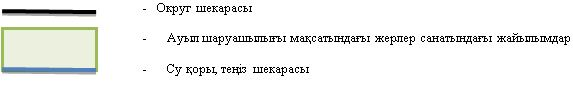 - Округ шекарасы
- Ауыл шаруашылығы мақсатындағы жерлер санатындағы жайылымдар
- Су қоры, теңіз шекарасы